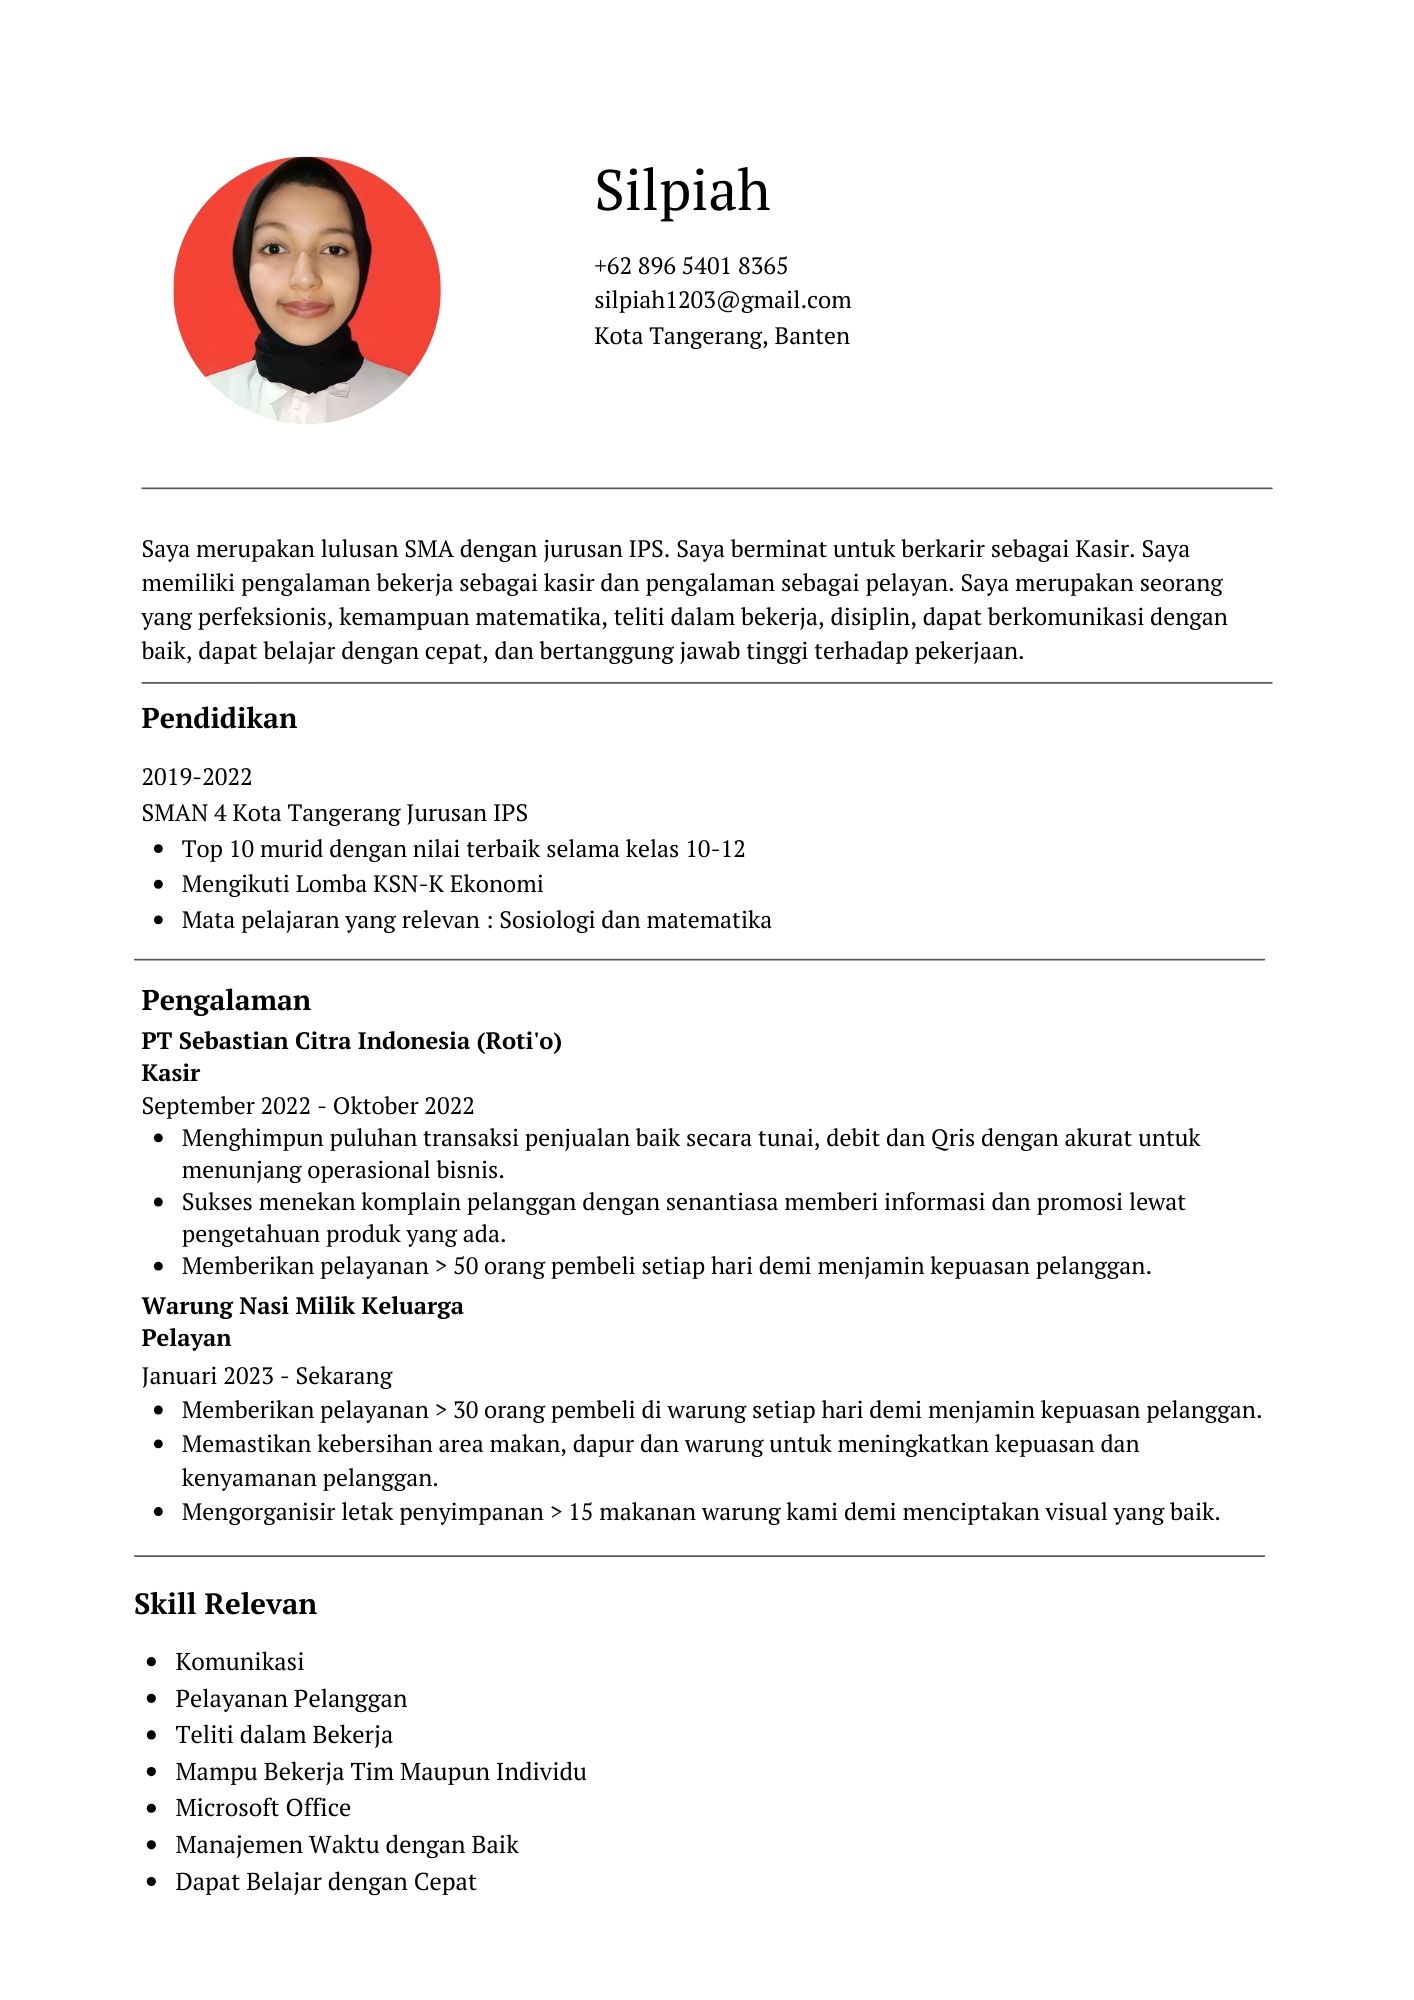 Silpiah
+62 896 5401 8365
silpiah1203@gmail.com
Kota Tangerang, Banten
Saya merupakan lulusan SMA dengan jurusan IPS. Saya berminat untuk berkarir sebagai Kasir. Saya
memiliki pengalaman bekerja sebagai kasir dan pengalaman sebagai pelayan. Saya merupakan seorang
yang perfeksionis, kemampuan matematika, teliti dalam bekerja, disiplin, dapat berkomunikasi dengan
baik, dapat belajar dengan cepat, dan bertanggung jawab tinggi terhadap pekerjaan.
Pendidikan
2019-2022
SMAN 4 Kota Tangerang Jurusan IPS
• Top 10 murid dengan nilai terbaik selama kelas 10-12
• Mengikuti Lomba KSN-K Ekonomi
• Mata pelajaran yang relevan : Sosiologi dan matematika
Pengalaman
PT Sebastian Citra Indonesia (Roti'o)
Kasir
September 2022 - Oktober 2022
• Menghimpun puluhan transaksi penjualan baik secara tunai, debit dan Qris dengan akurat untuk
menunjang operasional bisnis.
• Sukses menekan komplain pelanggan dengan senantiasa memberi informasi dan promosi lewat
pengetahuan produk yang ada.
• Memberikan pelayanan > 50 orang pembeli setiap hari demi menjamin kepuasan pelanggan.
Warung Nasi Milik Keluarga
Pelayan
Januari 2023 - Sekarang
• Memberikan pelayanan > 30 orang pembeli di warung setiap hari demi menjamin kepuasan pelanggan.
• Memastikan kebersihan area makan, dapur dan warung untuk meningkatkan kepuasan dan
kenyamanan pelanggan.
• Mengorganisir letak penyimpanan > 15 makanan warung kami demi menciptakan visual yang baik.
Skill Relevan
• Komunikasi
• Pelayanan Pelanggan
• Teliti dalam Bekerja
• Mampu Bekerja Tim Maupun Individu
• Microsoft Office
• Manajemen Waktu dengan Baik
• Dapat Belajar dengan Cepat